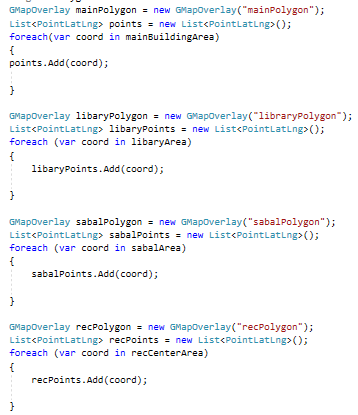 GMapOverlay mainPolygon = new GMapOverlay("mainPolygon");
List<PointLatLng> points = new List<PointLatLng>();
foreach(var coord in mainBuildingArea)
{
points.Add(coord);
}
GMapOverlay libaryPolygon = new GMapOverlay("libraryPolygon");
List<PointLatLng> libaryPoints = new List<PointLatLng>();
foreach (var coord in libaryArea)
{
libaryPoints.Add(coord);
}
GMapOverlay sabalPolygon = new GMapOverlay("sabalPolygon");
List<PointLatLng> sabalPoints = new List<PointLatLng>();
foreach (var coord in sabalArea)
{
sabalPoints.Add(coord);
}
GMapOverlay recPolygon = new GMapOverlay("recPolygon");
List<PointLatLng> recPoints = new List<PointLatLng>();
foreach (var coord in recCenterArea)
{
recPoints.Add(coord);
}